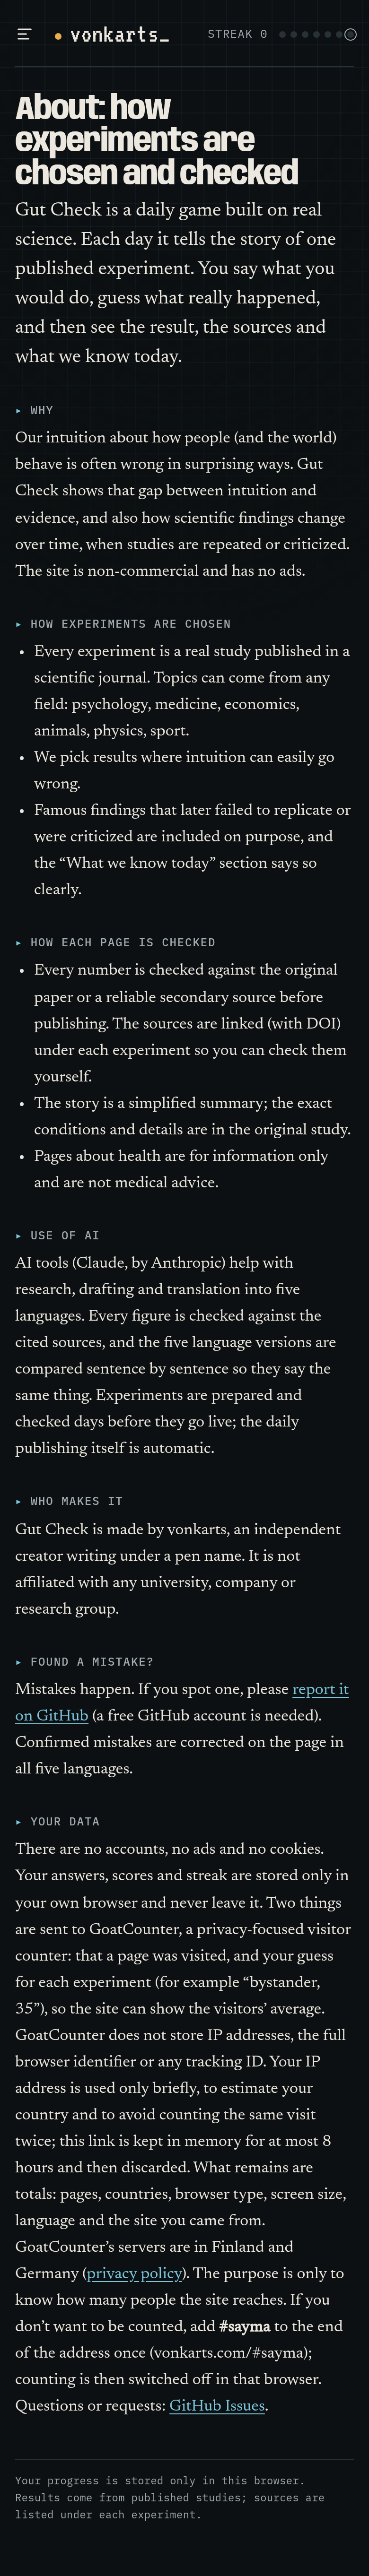 vonkarts_
STREAK 0
About: how
experiments are
chosen and checked
Gut Check is a daily game built on real
science. Each day it tells the story of one
published experiment. You say what you
would do, guess what really happened,
and then see the result, the sources and
what we know today.
▸ WHY
Our intuition about how people (and the world)
behave is often wrong in surprising ways. Gut
Check shows that gap between intuition and
evidence, and also how scientific findings change
over time, when studies are repeated or criticized.
The site is non-commercial and has no ads.
▸ HOW EXPERIMENTS ARE CHOSEN
• Every experiment is a real study published in a
scientific journal. Topics can come from any
field: psychology, medicine, economics,
animals, physics, sport.
• We pick results where intuition can easily go
wrong.
• Famous findings that later failed to replicate or
were criticized are included on purpose, and
the “What we know today” section says so
clearly.
▸ HOW EACH PAGE IS CHECKED
• Every number is checked against the original
paper or a reliable secondary source before
publishing. The sources are linked (with DOI)
under each experiment so you can check them
yourself.
• The story is a simplified summary; the exact
conditions and details are in the original study.
• Pages about health are for information only
and are not medical advice.
▸ USE OF AI
AI tools (Claude, by Anthropic) help with
research, drafting and translation into five
languages. Every figure is checked against the
cited sources, and the five language versions are
compared sentence by sentence so they say the
same thing. Experiments are prepared and
checked days before they go live; the daily
publishing itself is automatic.
▸ WHO MAKES IT
Gut Check is made by vonkarts, an independent
creator writing under a pen name. It is not
affiliated with any university, company or
research group.
▸ FOUND A MISTAKE?
Mistakes happen. If you spot one, please report it
on GitHub (a free GitHub account is needed).
Confirmed mistakes are corrected on the page in
all five languages.
▸ YOUR DATA
There are no accounts, no ads and no cookies.
Your answers, scores and streak are stored only in
your own browser and never leave it. Two things
are sent to GoatCounter, a privacy-focused visitor
counter: that a page was visited, and your guess
for each experiment (for example “bystander,
35”), so the site can show the visitors’ average.
GoatCounter does not store IP addresses, the full
browser identifier or any tracking ID. Your IP
address is used only briefly, to estimate your
country and to avoid counting the same visit
twice; this link is kept in memory for at most 8
hours and then discarded. What remains are
totals: pages, countries, browser type, screen size,
language and the site you came from.
GoatCounter’s servers are in Finland and
Germany (privacy policy). The purpose is only to
know how many people the site reaches. If you
don’t want to be counted, add #sayma to the end
of the address once (vonkarts.com/#sayma);
counting is then switched off in that browser.
Questions or requests: GitHub Issues.
Your progress is stored only in this browser.
Results come from published studies; sources are
listed under each experiment.